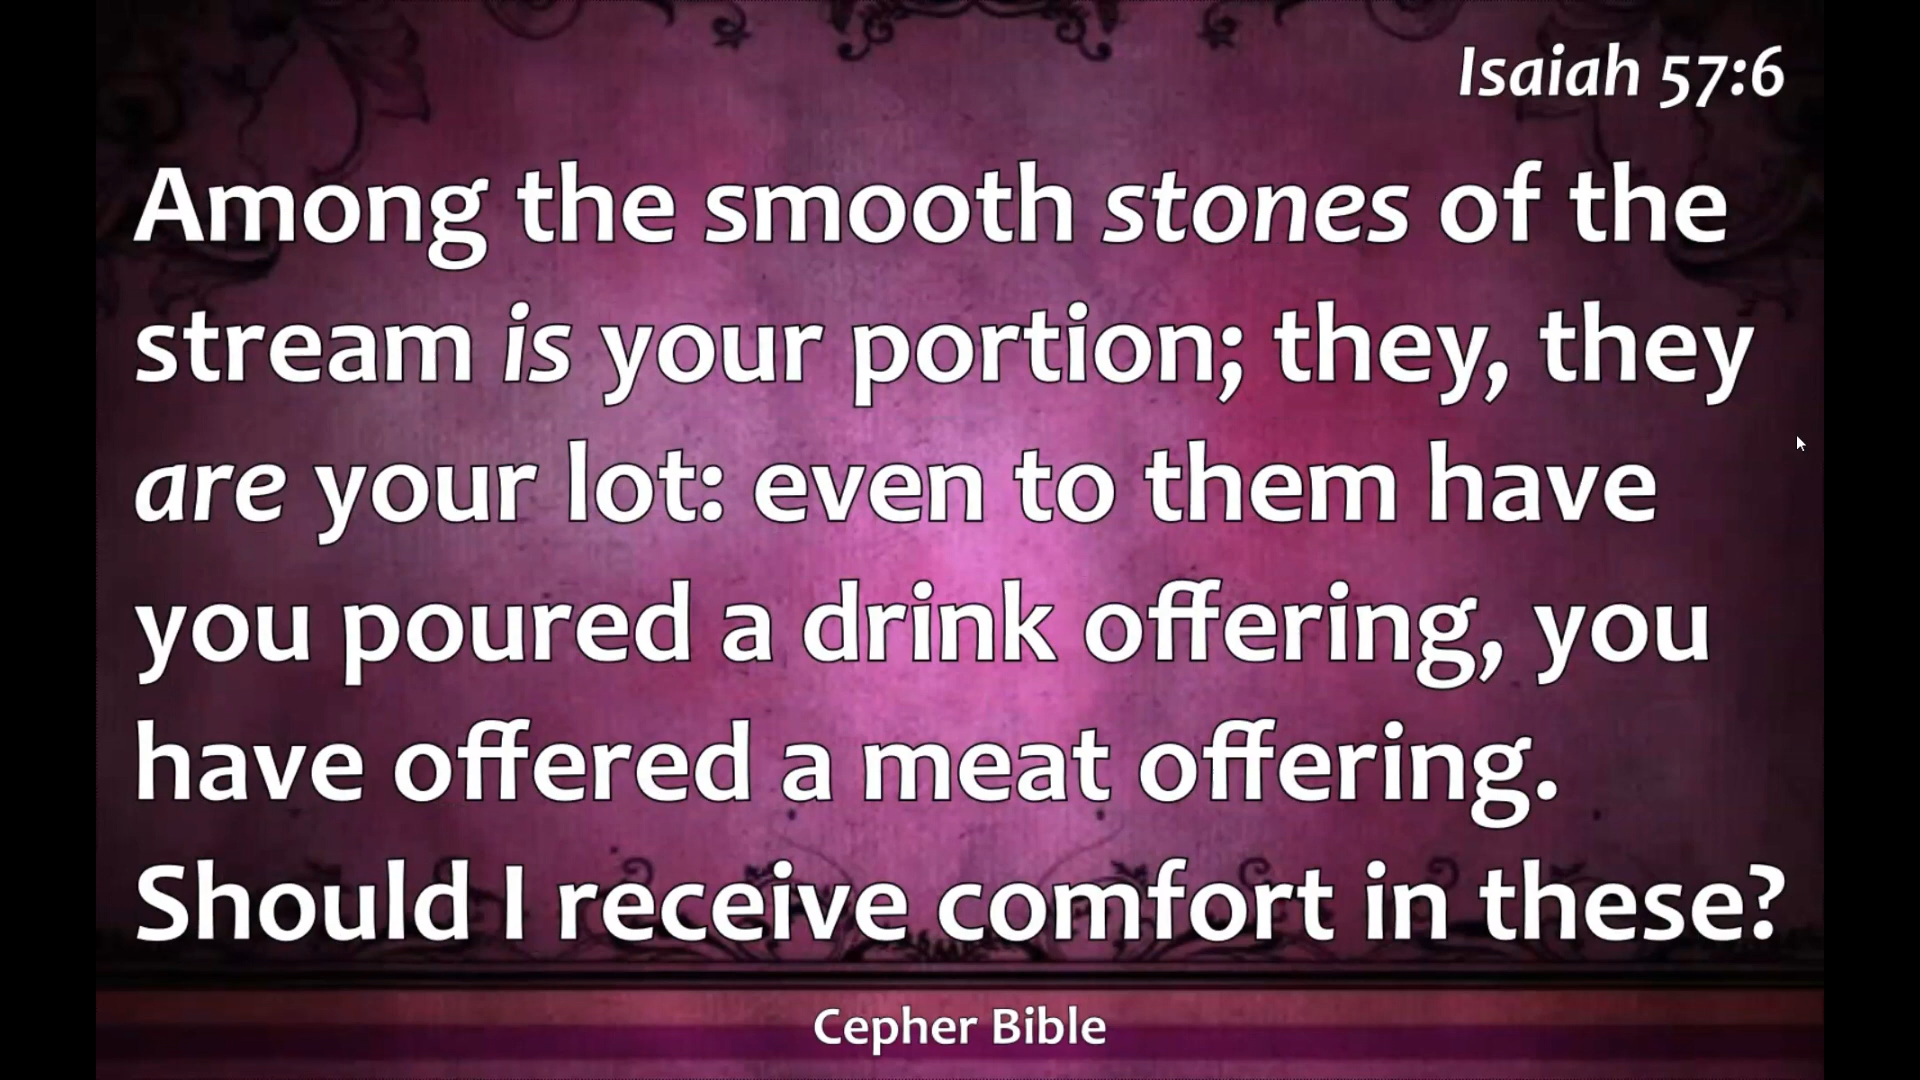 Isaiah 57:6
Among the smooth stones of the
stream is your portion; they, they
are your lot: even to them have
you poured a drink offering, you
have offered a meat offering.
Should I receive comfort in these?
Cepher Bible